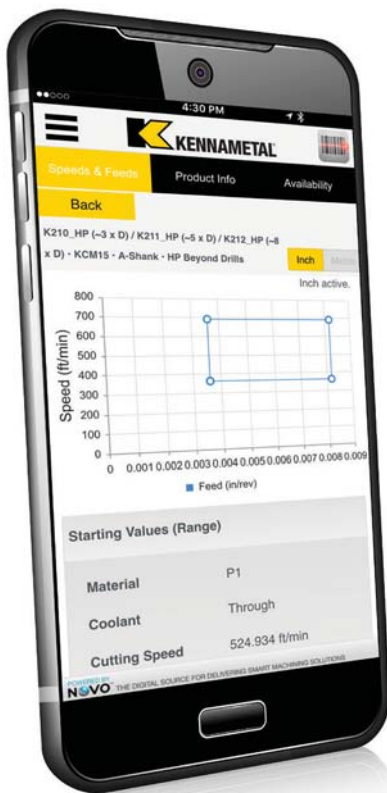 4:30 PM
KENNAMETAL
Speeds & Feeds Product Info Availability
Back
K210_HP (~3 x D) / K211_HP (~5 x D) / K212_HP (~8
x D) • KCM15 • A-Shank • HP Beyond Drills
Inch Metric
Inch active.
800
700
600
500
400
300
200
100
0
Speed (ft/min)
0 0.001 0.002 0.003 0.004 0.005 0.006 0.007 0.008 0.009
Feed (in/rev)
Starting Values (Range)
Material P1
Coolant Through
Cutting Speed 524.934 ft/min
POWERED BY
NOVO THE DIGITAL SOURCE FOR DELIVERING SMART MACHINING SOLUTIONS